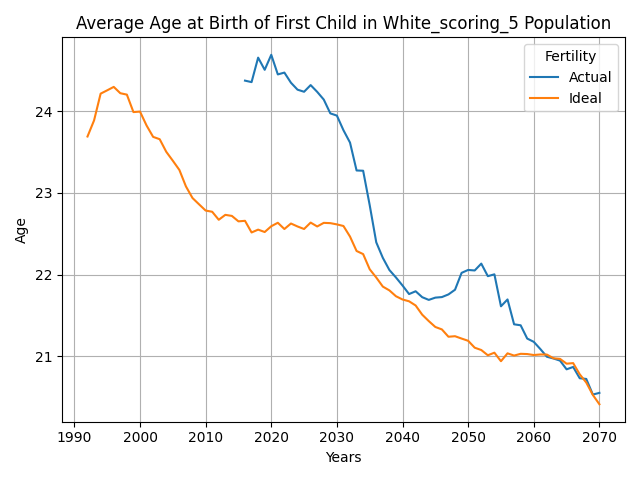 Average Age at Birth of First Child in White_scoring_5 Population
Fertility
Actual
Ideal
Age
24
23
22
21
1990 2000 2010 2020 2030 2040 2050 2060 2070
Years